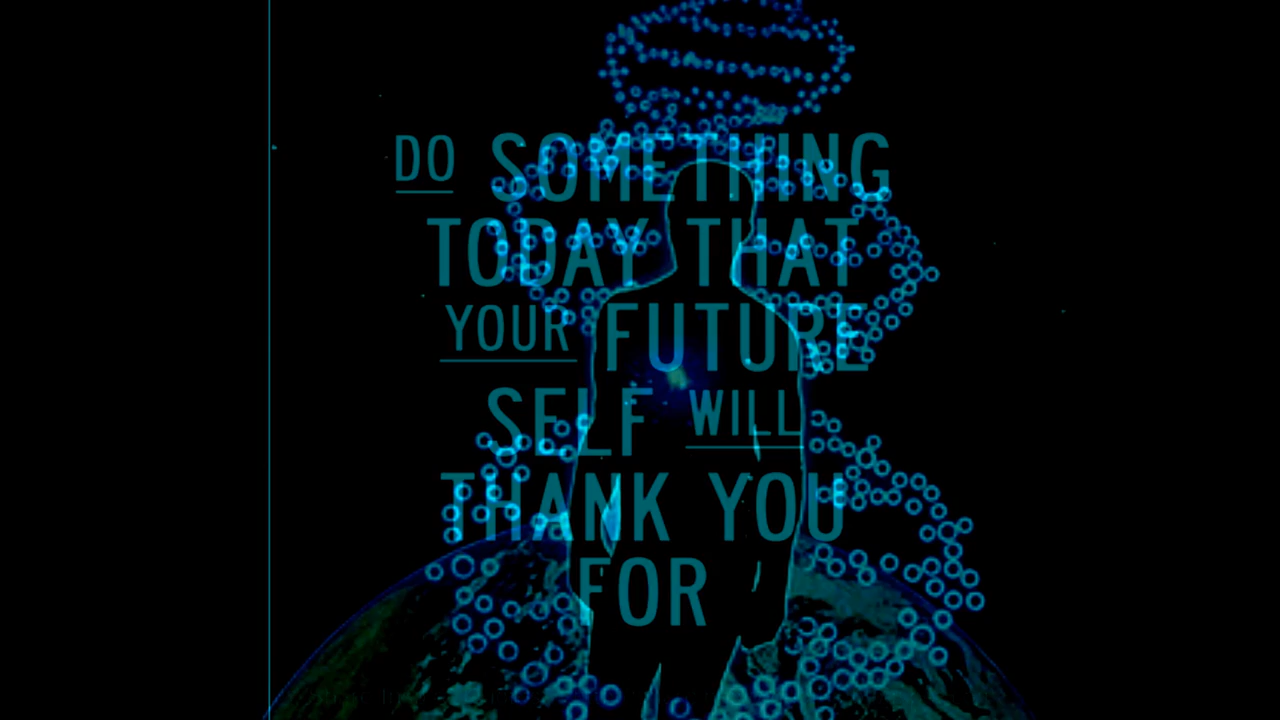 DO SOMETHING
TODAY THAT
YOUR FUTURE
SELF WILL
THANK YOU
FOR